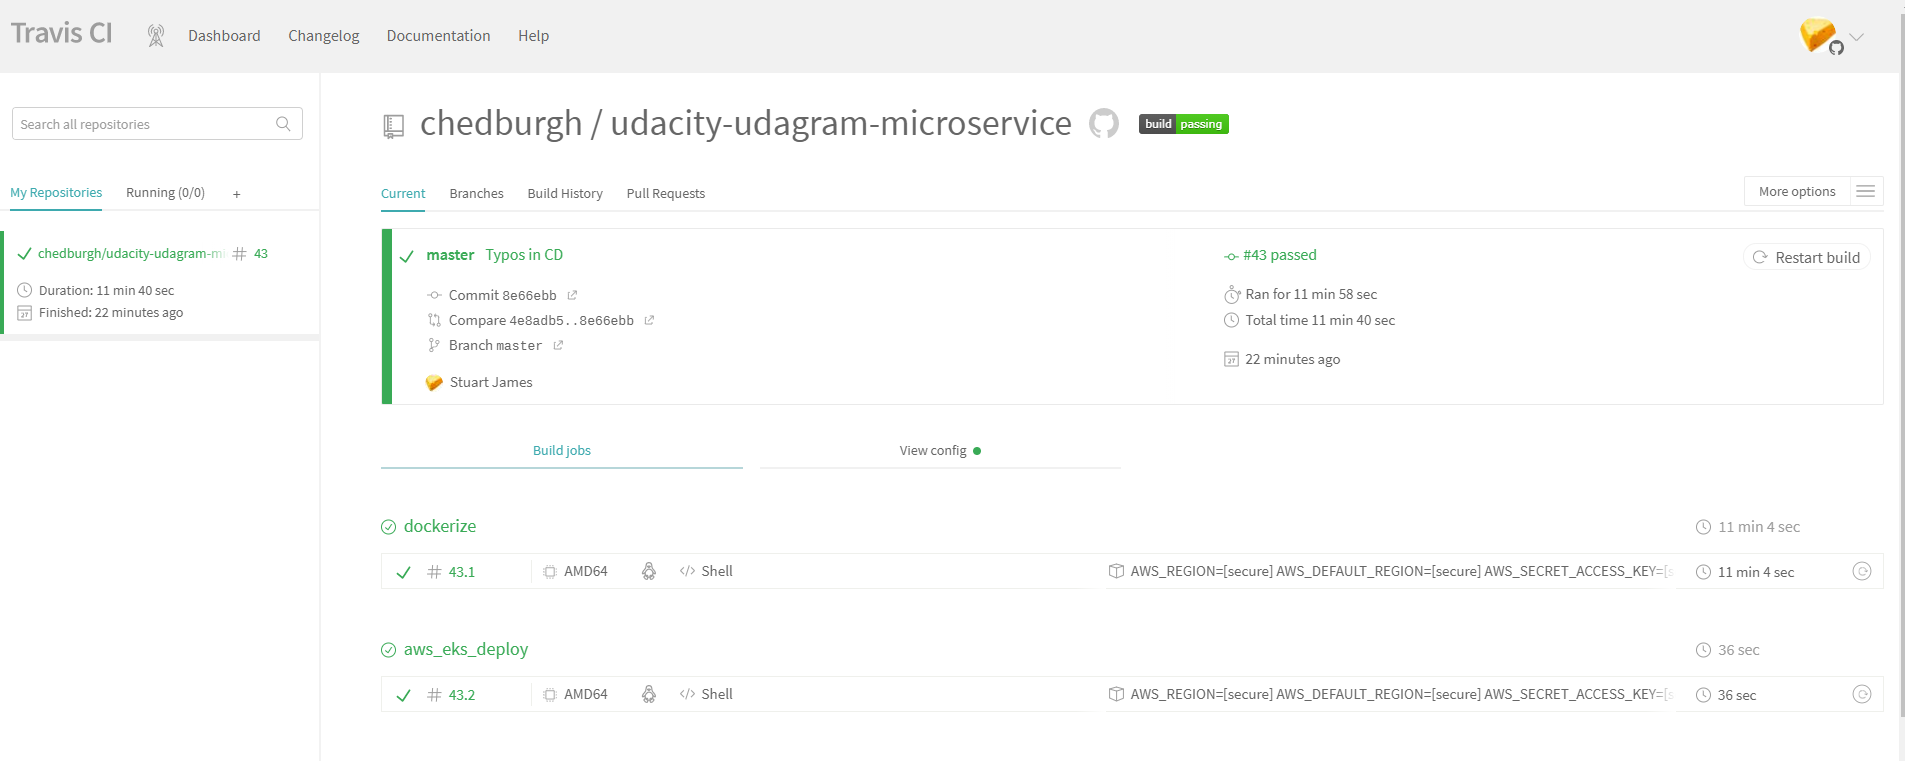 Travis CI Dashboard Changelog Documentation Help
Search all repositories
My Repositories Running (0/0) +
chedburgh/udacity-udagram-mi # 43
Duration: 11 min 40 sec
Finished: 22 minutes ago
chedburgh / udacity-udagram-microservice build passing
Current Branches Build History Pull Requests More options
master Typos in CD
Commit 8e66ebb
Compare 4e8adb5..8e66ebb
Branch master
Stuart James
#43 passed
Ran for 11 min 58 sec
Total time 11 min 40 sec
22 minutes ago
Restart build
Build jobs View config
dockerize 11 min 4 sec
# 43.1 AMD64 </> Shell AWS_REGION=[secure] AWS_DEFAULT_REGION=[secure] AWS_SECRET_ACCESS_KEY=[s 11 min 4 sec
aws_eks_deploy 36 sec
# 43.2 AMD64 </> Shell AWS_REGION=[secure] AWS_DEFAULT_REGION=[secure] AWS_SECRET_ACCESS_KEY=[s 36 sec